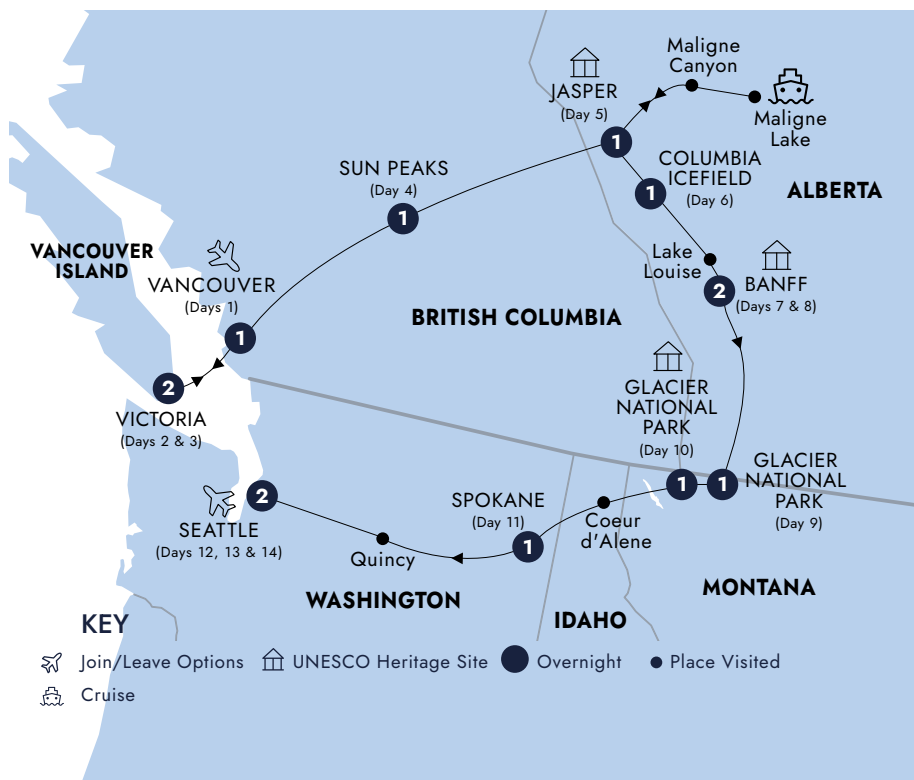 Maligne
Canyon
JASPER
(Day 5)
Maligne
Lake
SUN PEAKS
(Day 4)
1
COLUMBIA
ICEFIELD
(Day 6)
1
ALBERTA
1
VANCOUVER
ISLAND
VANCOUVER
(Days 1)
Lake
Louise
BANFF
(Days 7 & 8)
2
BRITISH COLUMBIA
1
GLACIER
NATIONAL
PARK
(Day 10)
2
VICTORIA
(Days 2 & 3)
GLACIER
NATIONAL
PARK
(Day 9)
1
1
2
SEATTLE
(Days 12, 13 & 14)
SPOKANE
(Day 11)
1
Coeur
d'Alene
Quincy
WASHINGTON
IDAHO
MONTANA
KEY
Join/Leave Options
UNESCO Heritage Site
Overnight
Place Visited
Cruise